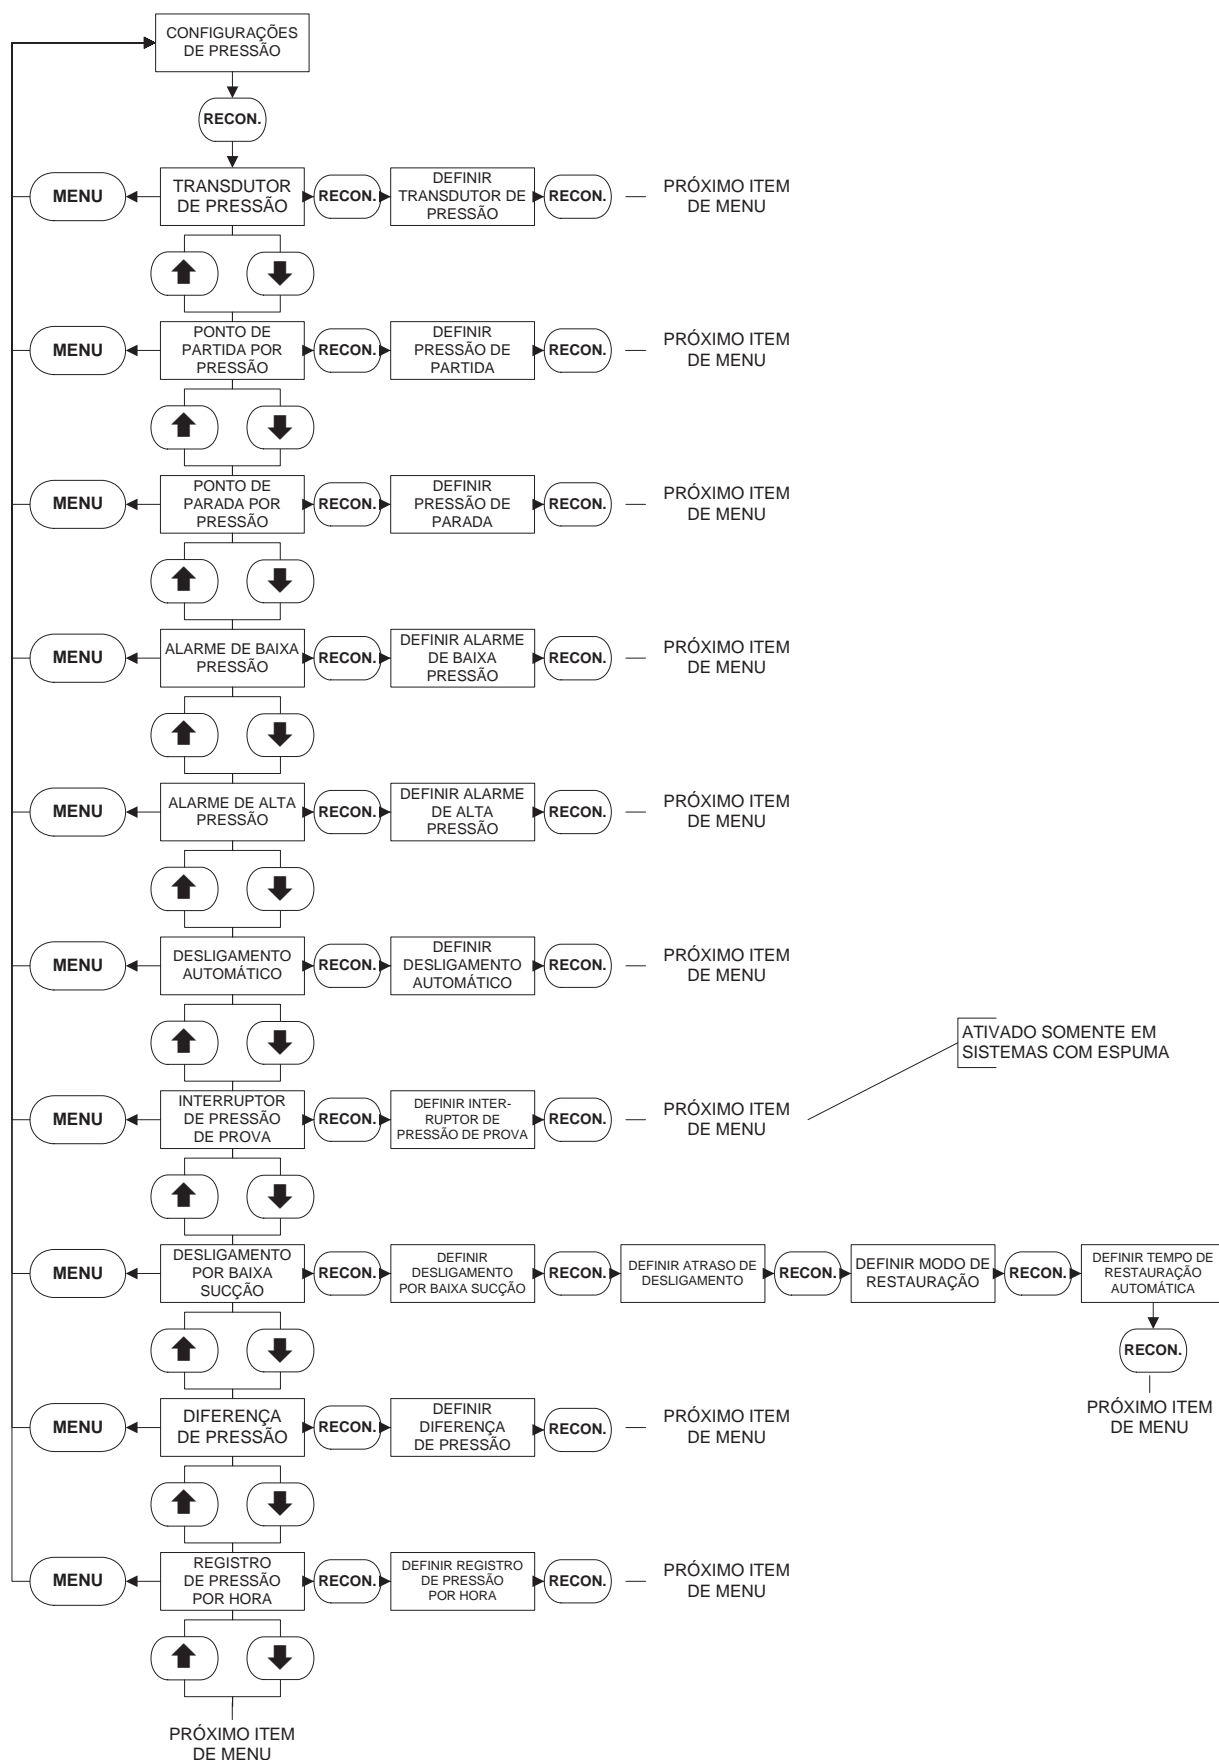 CONFIGURAÇÕES
DE PRESSÃO
RECON.
MENU
TRANSDUTOR
DE PRESSÃO
RECON.
DEFINIR
TRANSDUTOR DE
PRESSÃO
RECON.
PRÓXIMO ITEM
DE MENU
MENU
PONTO DE
PARTIDA POR
PRESSÃO
RECON.
DEFINIR
PRESSÃO DE
PARTIDA
RECON.
PRÓXIMO ITEM
DE MENU
MENU
PONTO DE
PARADA POR
PRESSÃO
RECON.
DEFINIR
PRESSÃO DE
PARADA
RECON.
PRÓXIMO ITEM
DE MENU
MENU
ALARME DE BAIXA
PRESSÃO
RECON.
DEFINIR ALARME
DE BAIXA
PRESSÃO
RECON.
PRÓXIMO ITEM
DE MENU
MENU
ALARME DE ALTA
PRESSÃO
RECON.
DEFINIR ALARME
DE ALTA
PRESSÃO
RECON.
PRÓXIMO ITEM
DE MENU
MENU
DESLIGAMENTO
AUTOMÁTICO
RECON.
DEFINIR
DESLIGAMENTO
AUTOMÁTICO
RECON.
PRÓXIMO ITEM
DE MENU
ATIVADO SOMENTE EM
SISTEMAS COM ESPUMA
MENU
INTERRUPTOR
DE PRESSÃO
DE PROVA
RECON.
DEFINIR INTER-
RUPTOR DE
PRESSÃO DE PROVA
RECON.
PRÓXIMO ITEM
DE MENU
MENU
DESLIGAMENTO
POR BAIXA
SUCÇÃO
RECON.
DEFINIR
DESLIGAMENTO
POR BAIXA SUCÇÃO
RECON.
DEFINIR ATRASO DE
DESLIGAMENTO
RECON.
DEFINIR MODO DE
RESTAURAÇÃO
RECON.
DEFINIR TEMPO DE
RESTAURAÇÃO
AUTOMÁTICA
RECON.
PRÓXIMO ITEM
DE MENU
MENU
DIFERENÇA
DE PRESSÃO
RECON.
DEFINIR
DIFERENÇA
DE PRESSÃO
RECON.
PRÓXIMO ITEM
DE MENU
MENU
REGISTRO
DE PRESSÃO
POR HORA
RECON.
DEFINIR REGISTRO
DE PRESSÃO
POR HORA
RECON.
PRÓXIMO ITEM
DE MENU
PRÓXIMO ITEM
DE MENU